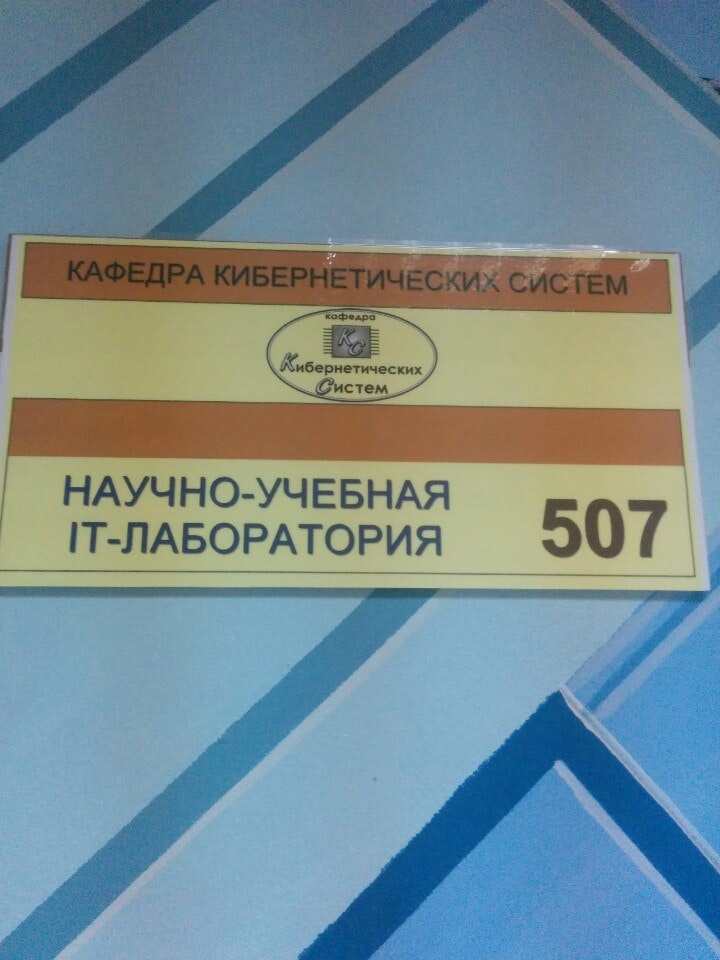 КАФЕДРА КИБЕРНЕТИЧЕСКИХ СИСТЕМ
кафедра
КС
Кибернетических
Систем
НАУЧНО-УЧЕБНАЯ
IT-ЛАБОРАТОРИЯ
507